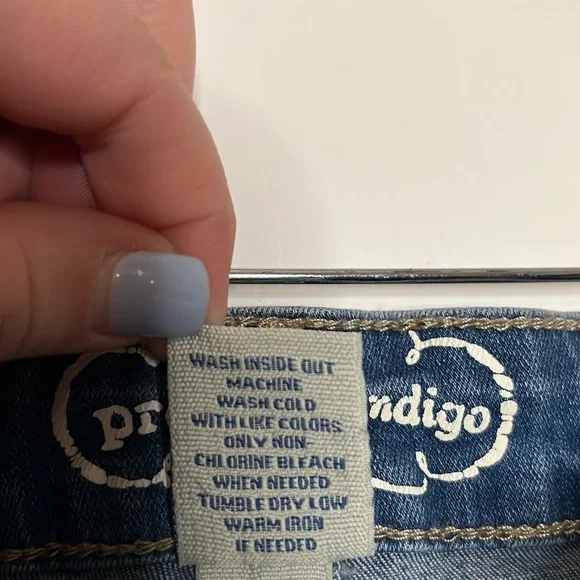 WASH INSIDE OUT
MACHINE
WASH COLD
WITH LIKE COLORS
ONLY NON-
CHLORINE BLEACH
WHEN NEEDED
TUMBLE DRY LOW
WARM IRON
IF NEEDED
pr
ndigo